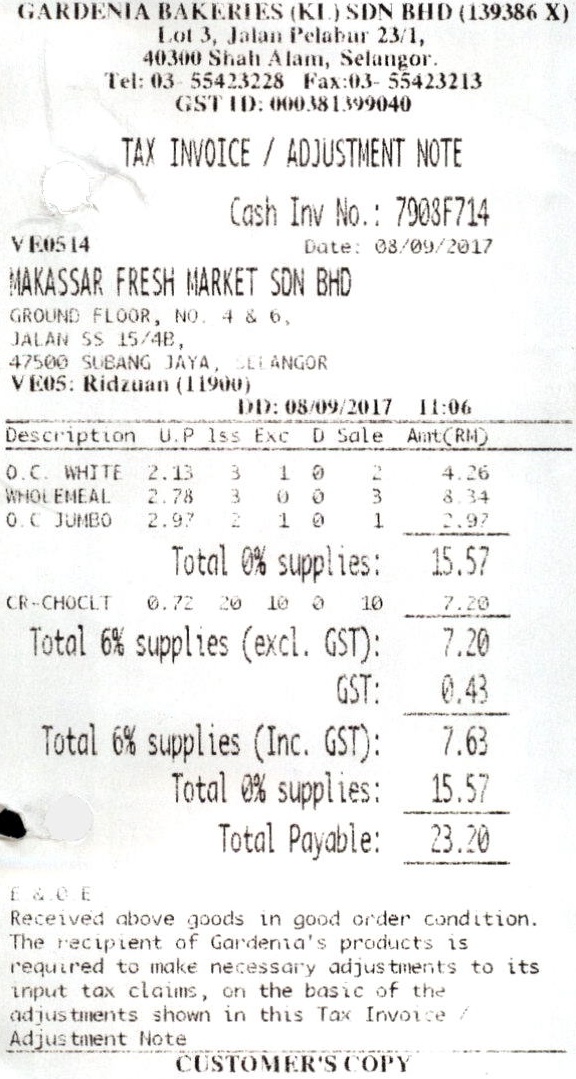 GARDENIA BAKERIES (KL) SDN BHD (139386 X)
Lot 3, Jalan Pelabur 23/1,
40300 Shah Alam, Selangor.
Tel: 03- 55423228 Fax:03- 55423213
GST ID: 000381399040
TAX INVOICE / ADJUSTMENT NOTE
Cash Inv No.: 7908F714
VE0514 Date: 08/09/2017
MAKASSAR FRESH MARKET SDN BHD
GROUND FLOOR, NO. 4 & 6,
JALAN SS 15/4B,
47500 SUBANG JAYA, SELANGOR
VE05: Ridzuan (11900)
DD: 08/09/2017 11:06
Description U.P Iss Exc D Sale Amt(RM)
O.C. WHITE 2.13 3 1 0 2 4.26
WHOLEMEAL 2.78 3 0 0 3 8.34
O.C JUMBO 2.97 2 1 0 1 2.97
Total 0% supplies: 15.57
CR-CHOCLT 0.72 20 10 0 10 7.20
Total 6% supplies (excl. GST): 7.20
GST: 0.43
Total 6% supplies (Inc. GST): 7.63
Total 0% supplies: 15.57
Total Payable: 23.20
E & O E
Received above goods in good order condition.
The recipient of Gardenia's products is
required to make necessary adjustments to its
input tax claims, on the basic of the
adjustments shown in this Tax Invoice /
Adjustment Note
CUSTOMER'S COPY